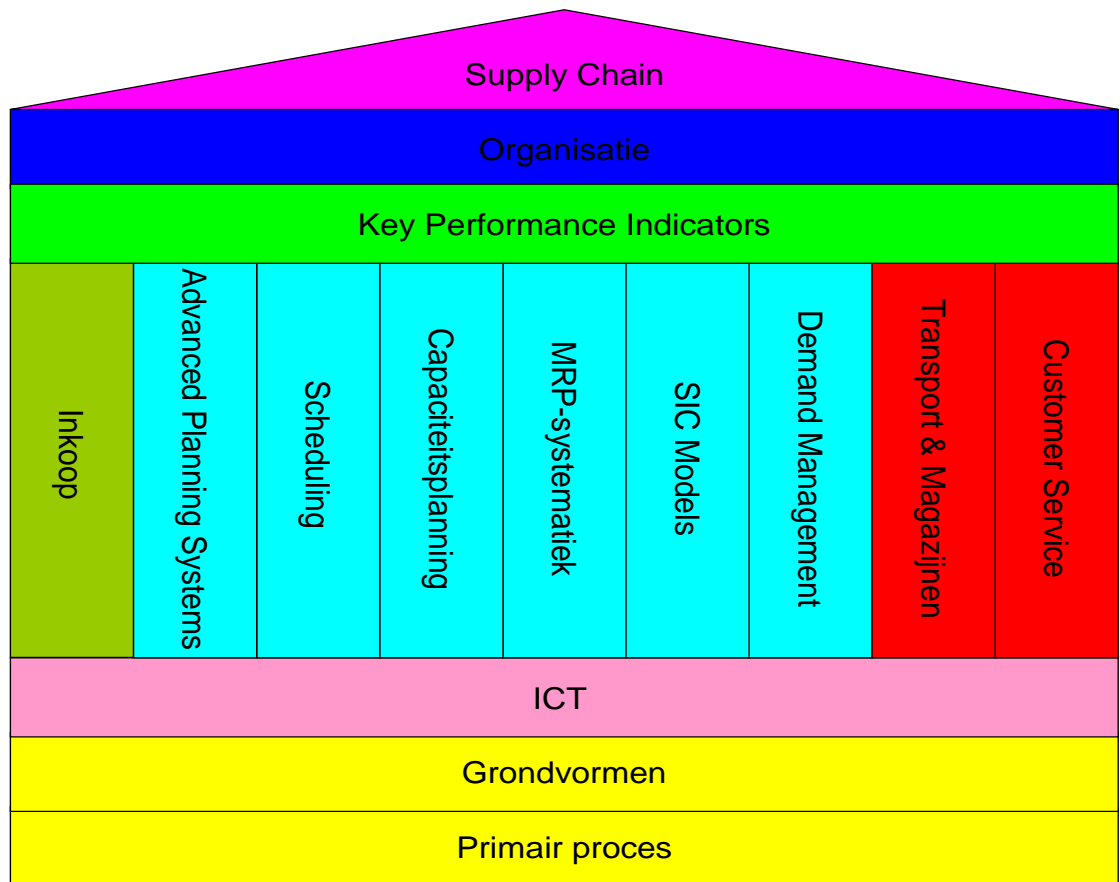 Supply Chain
Organisatie
Key Performance Indicators
Inkoop
Advanced Planning Systems
Scheduling
Capaciteitsplanning
MRP-systematiek
SIC Models
Demand Management
Transport & Magazijnen
Customer Service
ICT
Grondvormen
Primair proces